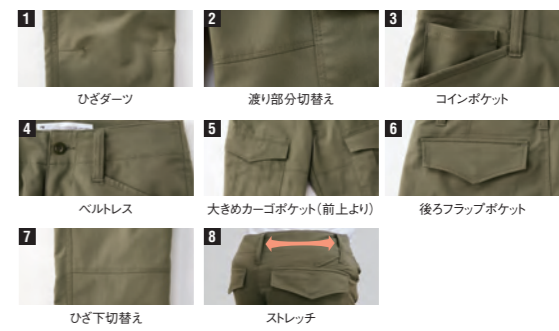 1
ひざダーツ
2
渡り部分切替え
3
コインポケット
4
ベルトレス
5
大きめカーゴポケット(前上より)
6
後ろフラップポケット
7
ひざ下切替え
8
ストレッチ